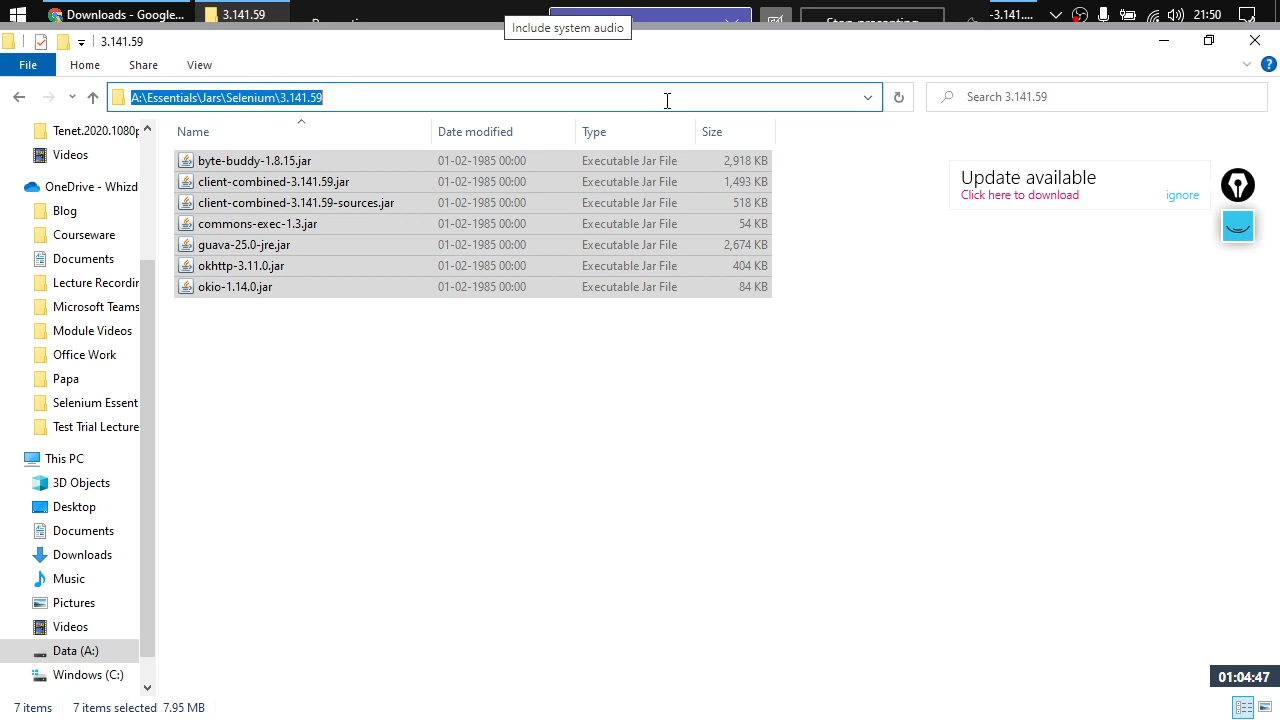 Downloads - Google...
3.141.59
-3.141....
21:50
Include system audio
3.141.59
File
Home
Share
View
A:\Essentials\Jars\Selenium\3.141.59
Search 3.141.59
Name
Date modified
Type
Size
byte-buddy-1.8.15.jar 01-02-1985 00:00 Executable Jar File 2,918 KB
client-combined-3.141.59.jar 01-02-1985 00:00 Executable Jar File 1,493 KB
client-combined-3.141.59-sources.jar 01-02-1985 00:00 Executable Jar File 518 KB
commons-exec-1.3.jar 01-02-1985 00:00 Executable Jar File 54 KB
guava-25.0-jre.jar 01-02-1985 00:00 Executable Jar File 2,674 KB
okhttp-3.11.0.jar 01-02-1985 00:00 Executable Jar File 404 KB
okio-1.14.0.jar 01-02-1985 00:00 Executable Jar File 84 KB
Tenet.2020.1080p
Videos
OneDrive - Whizd
Blog
Courseware
Documents
Lecture Recordin
Microsoft Teams
Module Videos
Office Work
Papa
Selenium Essent
Test Trial Lecture
This PC
3D Objects
Desktop
Documents
Downloads
Music
Pictures
Videos
Data (A:)
Windows (C:)
Update available
Click here to download
ignore
01:04:47
7 items
7 items selected 7.95 MB